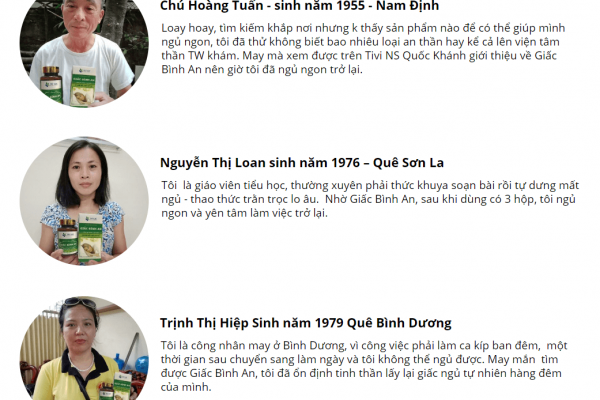 Chú Hoàng Tuấn - sinh năm 1955 - Nam Định
Loay hoay, tìm kiếm khắp nơi nhưng k thấy sản phẩm nào để có thể giúp mình
ngủ ngon, tôi đã thử không biết bao nhiêu loại an thần hay kể cả lên viện tâm
thần TW khám. May mà xem được trên Tivi NS Quốc Khánh giới thiệu về Giấc
Bình An nên giờ tôi đã ngủ ngon trở lại.
Nguyễn Thị Loan sinh năm 1976 – Quê Sơn La
Tôi là giáo viên tiểu học, thường xuyên phải thức khuya soạn bài rồi tự dưng mất
ngủ - thao thức trằn trọc lo âu. Nhờ Giấc Bình An, sau khi dùng có 3 hộp, tôi ngủ
ngon và yên tâm làm việc trở lại.
Trịnh Thị Hiệp Sinh năm 1979 Quê Bình Dương
Tôi là công nhân may ở Bình Dương, vì công việc phải làm ca kíp ban đêm, một
thời gian sau chuyển sang làm ngày và tôi không thể ngủ được. May mắn tìm
được Giấc Bình An, tôi đã ổn định tinh thần lấy lại giấc ngủ tự nhiên hàng đêm
của mình.